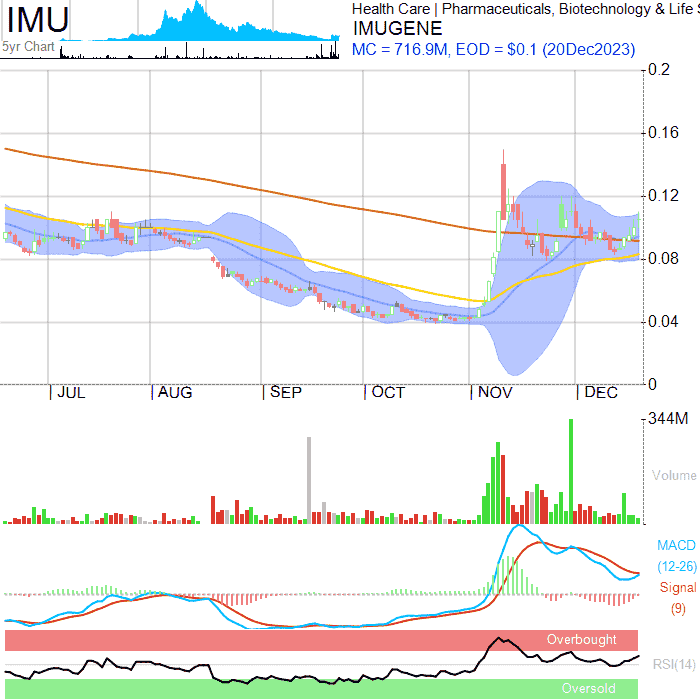 IMU
5yr Chart
Health Care | Pharmaceuticals, Biotechnology & Life
IMUGENE
MC = 716.9M, EOD = $0.1 (20Dec2023)
0.2
0.16
0.12
0.08
0.04
0
JUL AUG SEP OCT NOV DEC
344M
Volume
MACD
(12-26)
Signal
(9)
Overbought
RSI(14)
Oversold